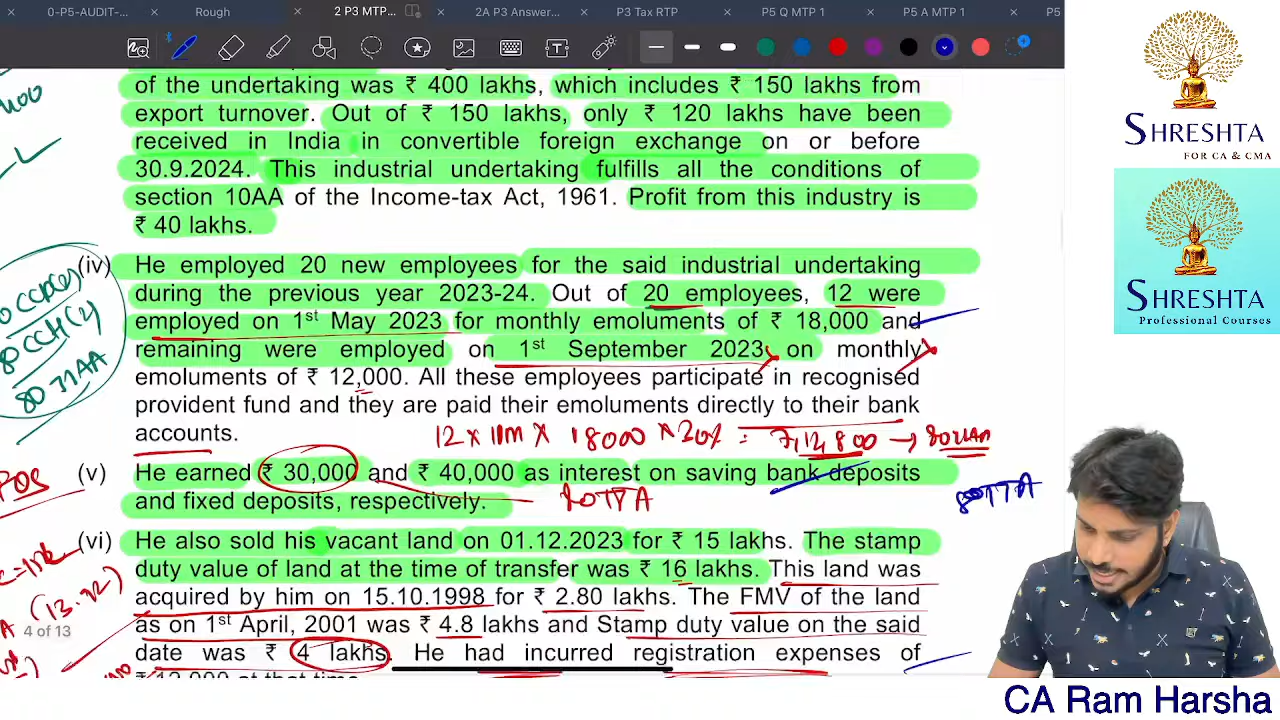 0-P5-AUDIT-
Rough
2 P3 MTP...
2A P3 Answer...
P3 Tax RTP
P5 Q MTP 1
P5 A MTP 1
P5
of the undertaking was ₹ 400 lakhs, which includes ₹ 150 lakhs from
export turnover. Out of ₹ 150 lakhs, only ₹ 120 lakhs have been
received in India in convertible foreign exchange on or before
30.9.2024. This industrial undertaking fulfills all the conditions of
section 10AA of the Income-tax Act, 1961. Profit from this industry is
₹ 40 lakhs.
(iv) He employed 20 new employees for the said industrial undertaking
during the previous year 2023-24. Out of 20 employees, 12 were
employed on 1st May 2023 for monthly emoluments of ₹ 18,000 and
remaining were employed on 1st September 2023 on monthly
emoluments of ₹ 12,000. All these employees participate in recognised
provident fund and they are paid their emoluments directly to their bank
accounts.
12 x 11m x 18000 x 30% = 7,12,800
(v) He earned ₹ 30,000 and ₹ 40,000 as interest on saving bank deposits
and fixed deposits, respectively.
80TTA
80TTA
(vi) He also sold his vacant land on 01.12.2023 for ₹ 15 lakhs. The stamp
duty value of land at the time of transfer was ₹ 16 lakhs. This land was
acquired by him on 15.10.1998 for ₹ 2.80 lakhs. The FMV of the land
as on 1st April, 2001 was ₹ 4.8 lakhs and Stamp duty value on the said
date was ₹ 4 lakhs. He had incurred registration expenses of
4 of 13
SHRESHTA
FOR CA & CMA
SHRESHTA
Professional Courses
CA Ram Harsha